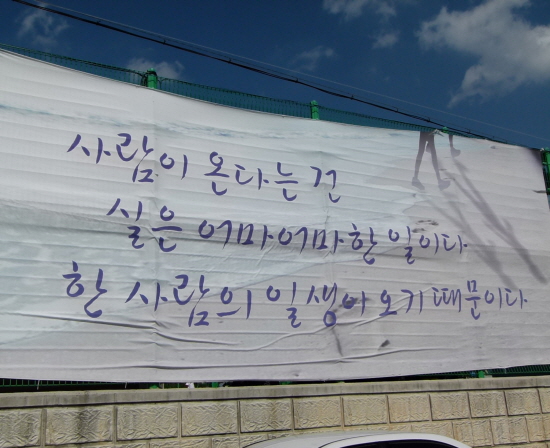 사람이 온다는 건
실은 어마어마한 일이다
한 사람의 일생이 오기 때문이다